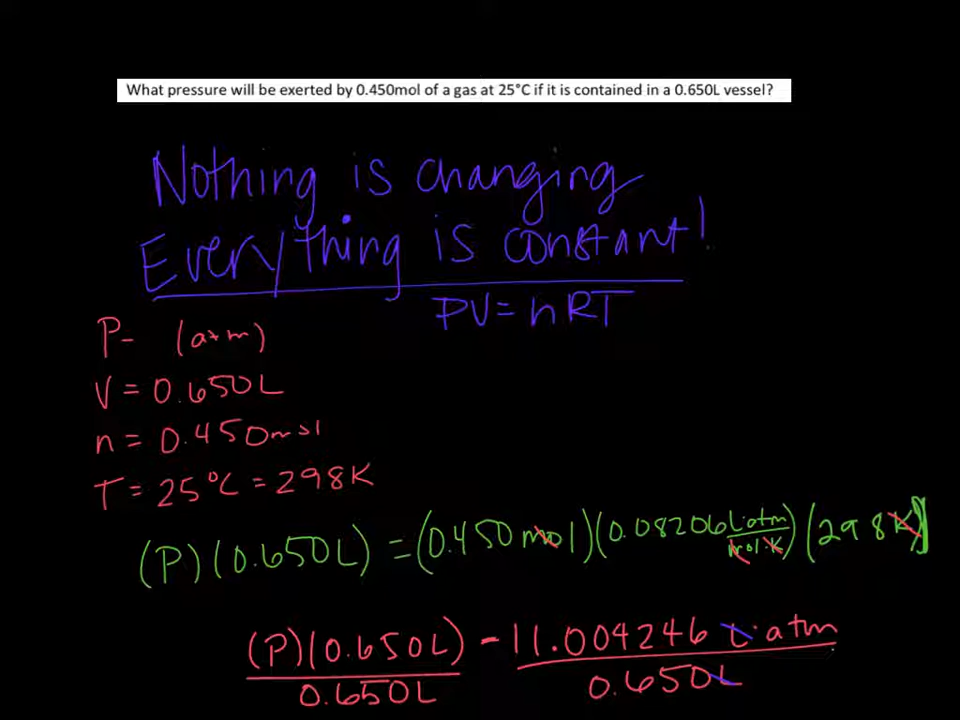 What pressure will be exerted by 0.450mol of a gas at 25°C if it is contained in a 0.650L vessel?
Nothing is changing
Everything is constant!
PV = nRT
P- (atm)
V = 0.650L
n = 0.450mol
T = 25°C = 298K
(P)(0.650L) = (0.450mol)(0.08206 L·atm/mol·K)(298K)
(P)(0.650L) - 11.004246 L·atm
0.650L 0.650L